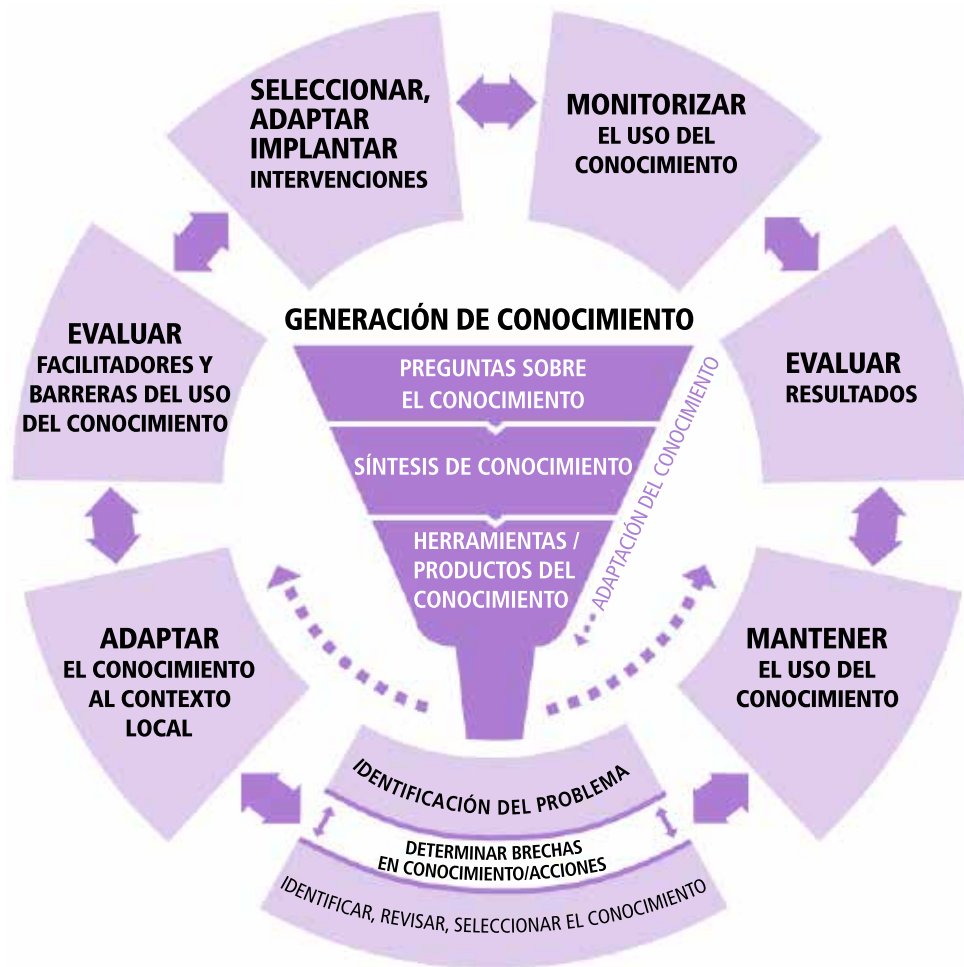 SELECCIONAR,
ADAPTAR
IMPLANTAR
INTERVENCIONES
MONITORIZAR
EL USO DEL
CONOCIMIENTO
EVALUAR
FACILITADORES Y
BARRERAS DEL USO
DEL CONOCIMIENTO
GENERACIÓN DE CONOCIMIENTO
PREGUNTAS SOBRE
EL CONOCIMIENTO
SÍNTESIS DE CONOCIMIENTO
HERRAMIENTAS /
PRODUCTOS DEL
CONOCIMIENTO
ADAPTACIÓN DEL CONOCIMIENTO
EVALUAR
RESULTADOS
ADAPTAR
EL CONOCIMIENTO
AL CONTEXTO
LOCAL
MANTENER
EL USO DEL
CONOCIMIENTO
IDENTIFICACIÓN DEL PROBLEMA
DETERMINAR BRECHAS
EN CONOCIMIENTO/ACCIONES
IDENTIFICAR, REVISAR, SELECCIONAR EL CONOCIMIENTO